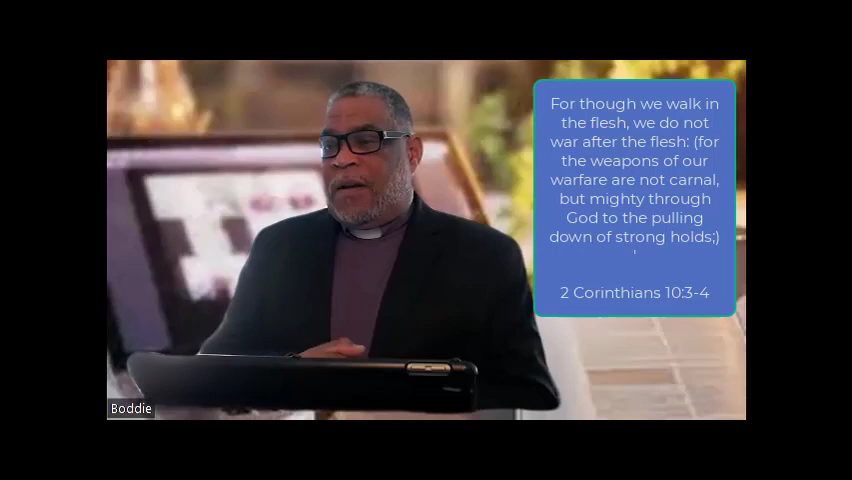 For though we walk in
the flesh, we do not
war after the flesh: (for
the weapons of our
warfare are not carnal,
but mighty through
God to the pulling
down of strong holds;)
'
2 Corinthians 10:3-4
Boddie